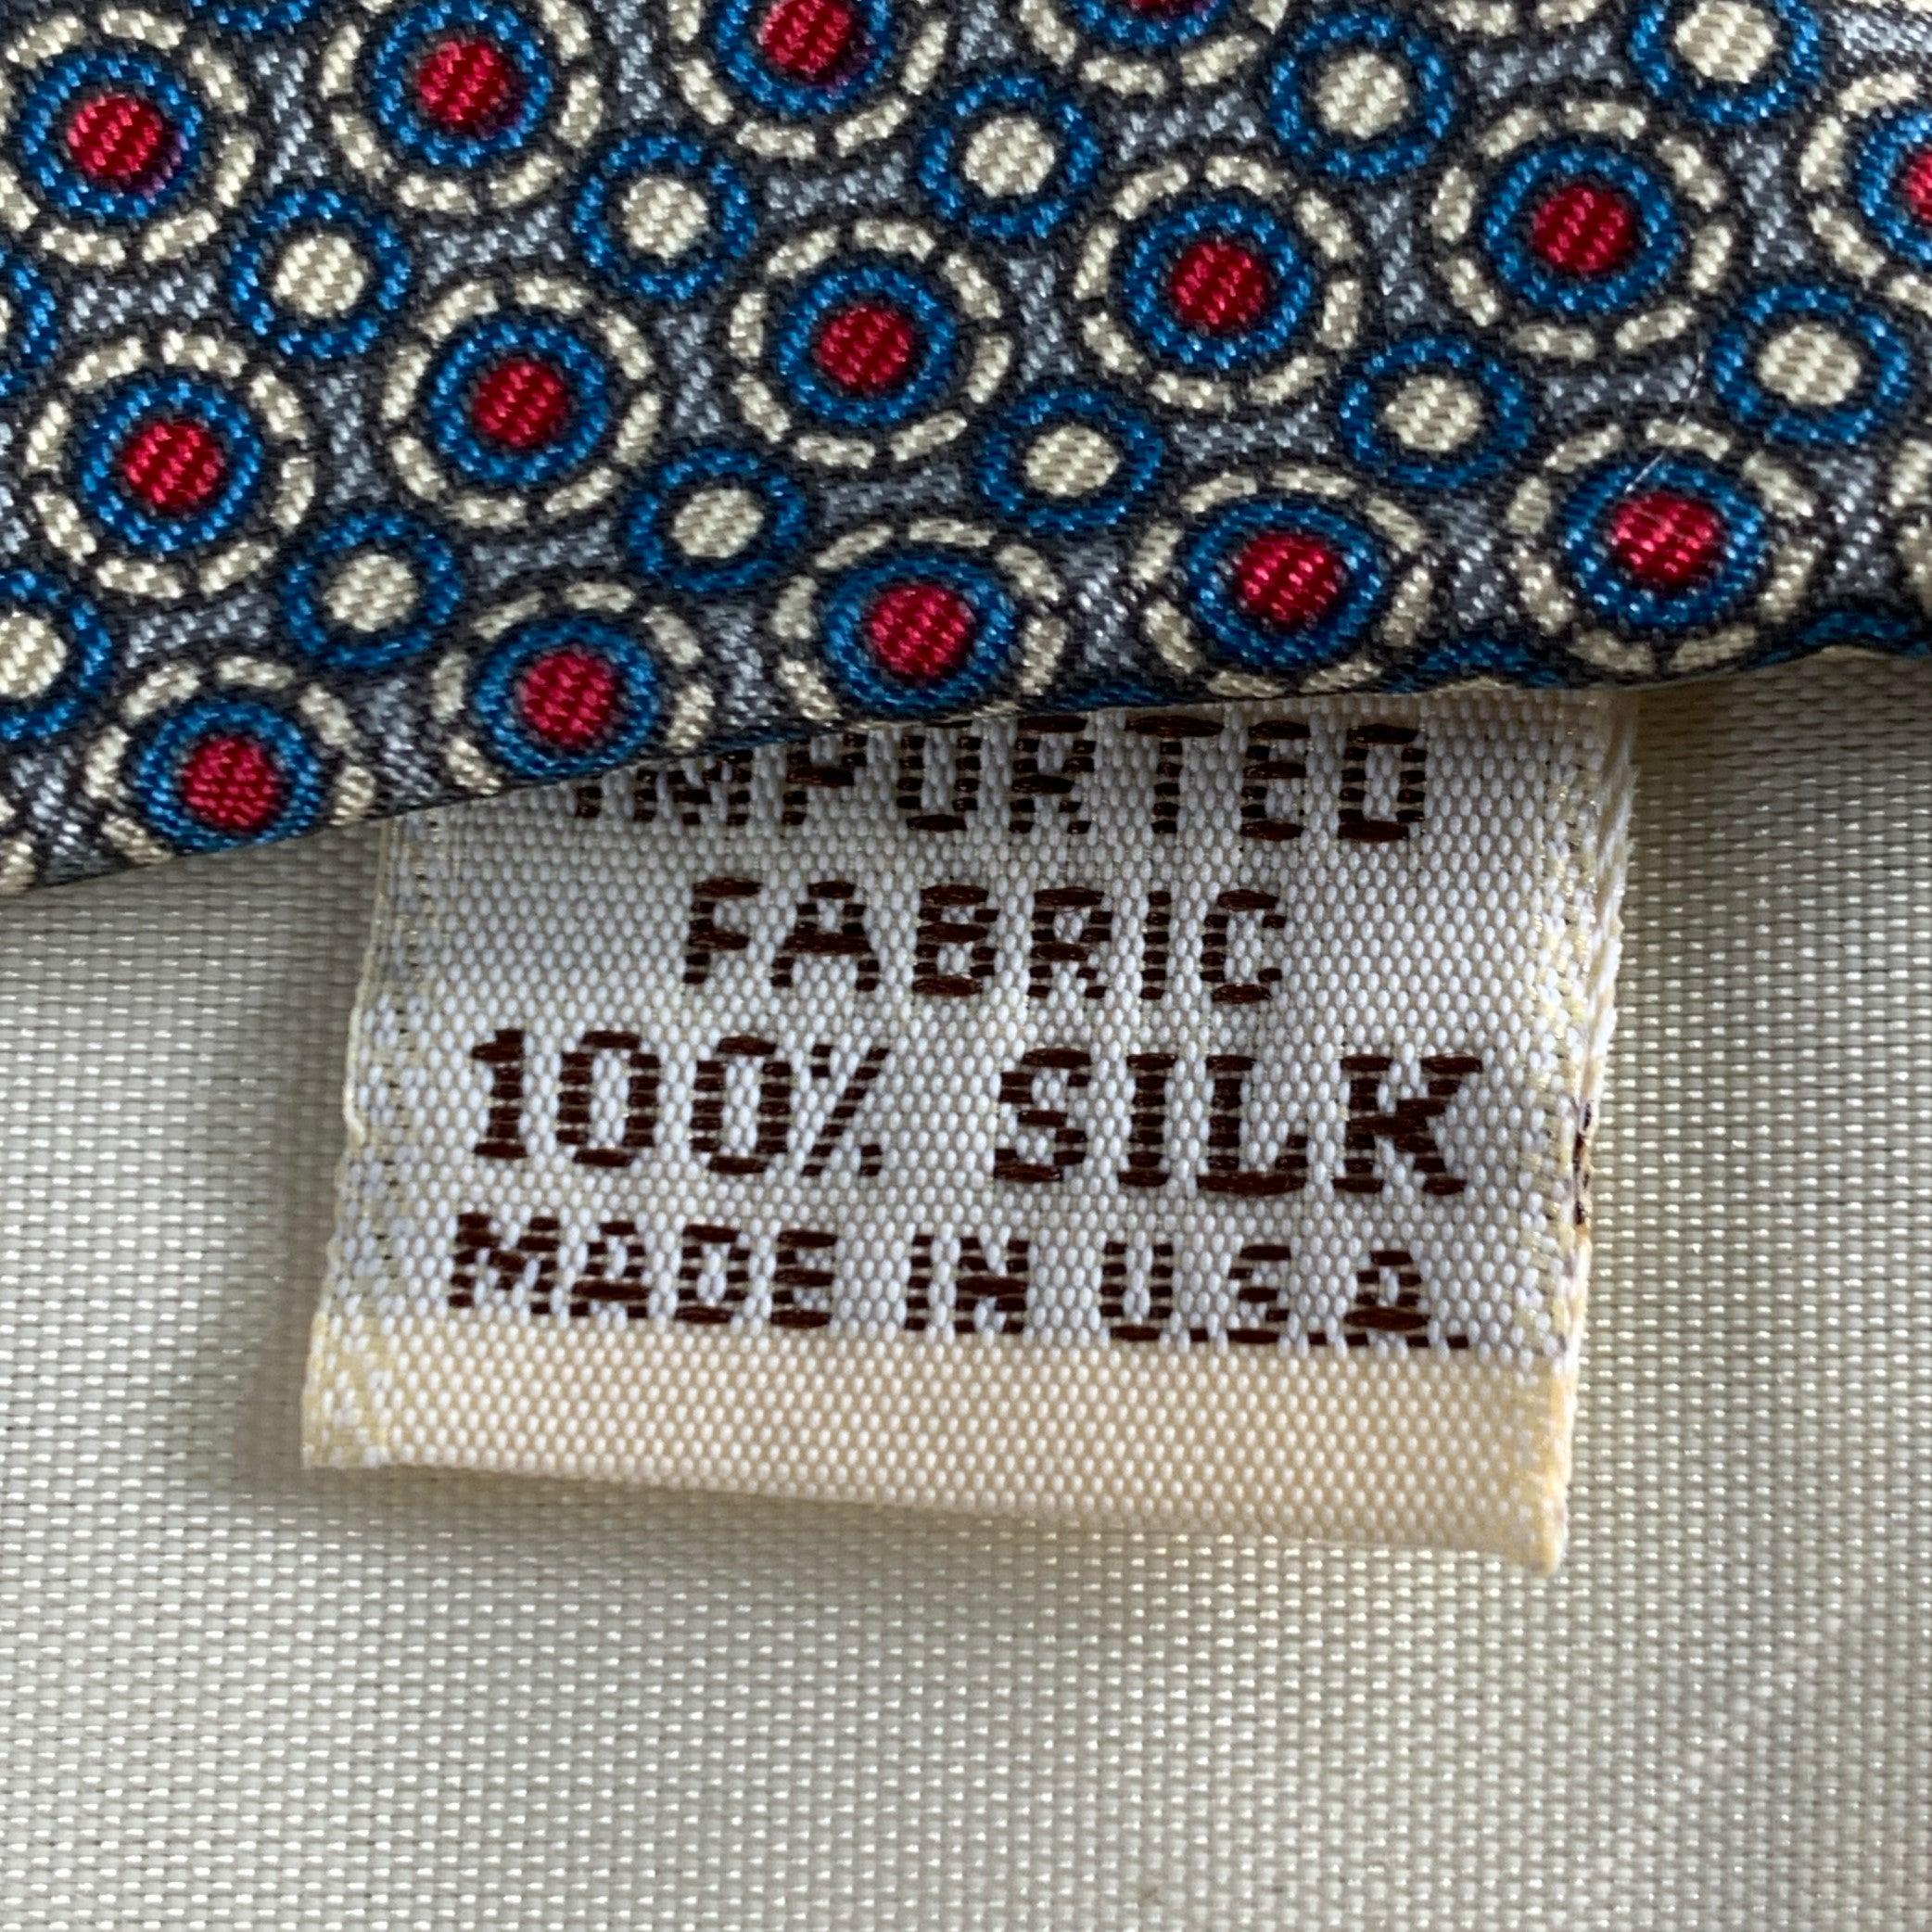 IMPORTED
FABRIC
100% SILK
MADE IN U.S.A.